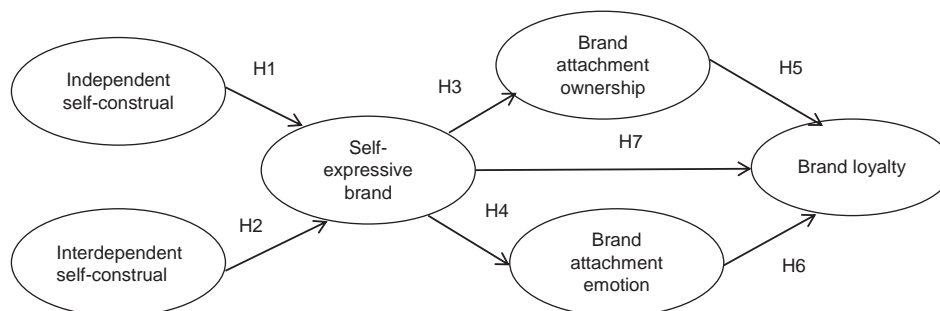 Independent
self-construal
H1
Interdependent
self-construal
H2
Self-
expressive
brand
H3
H4
Brand
attachment
ownership
H5
H7
Brand
attachment
emotion
H6
Brand loyalty